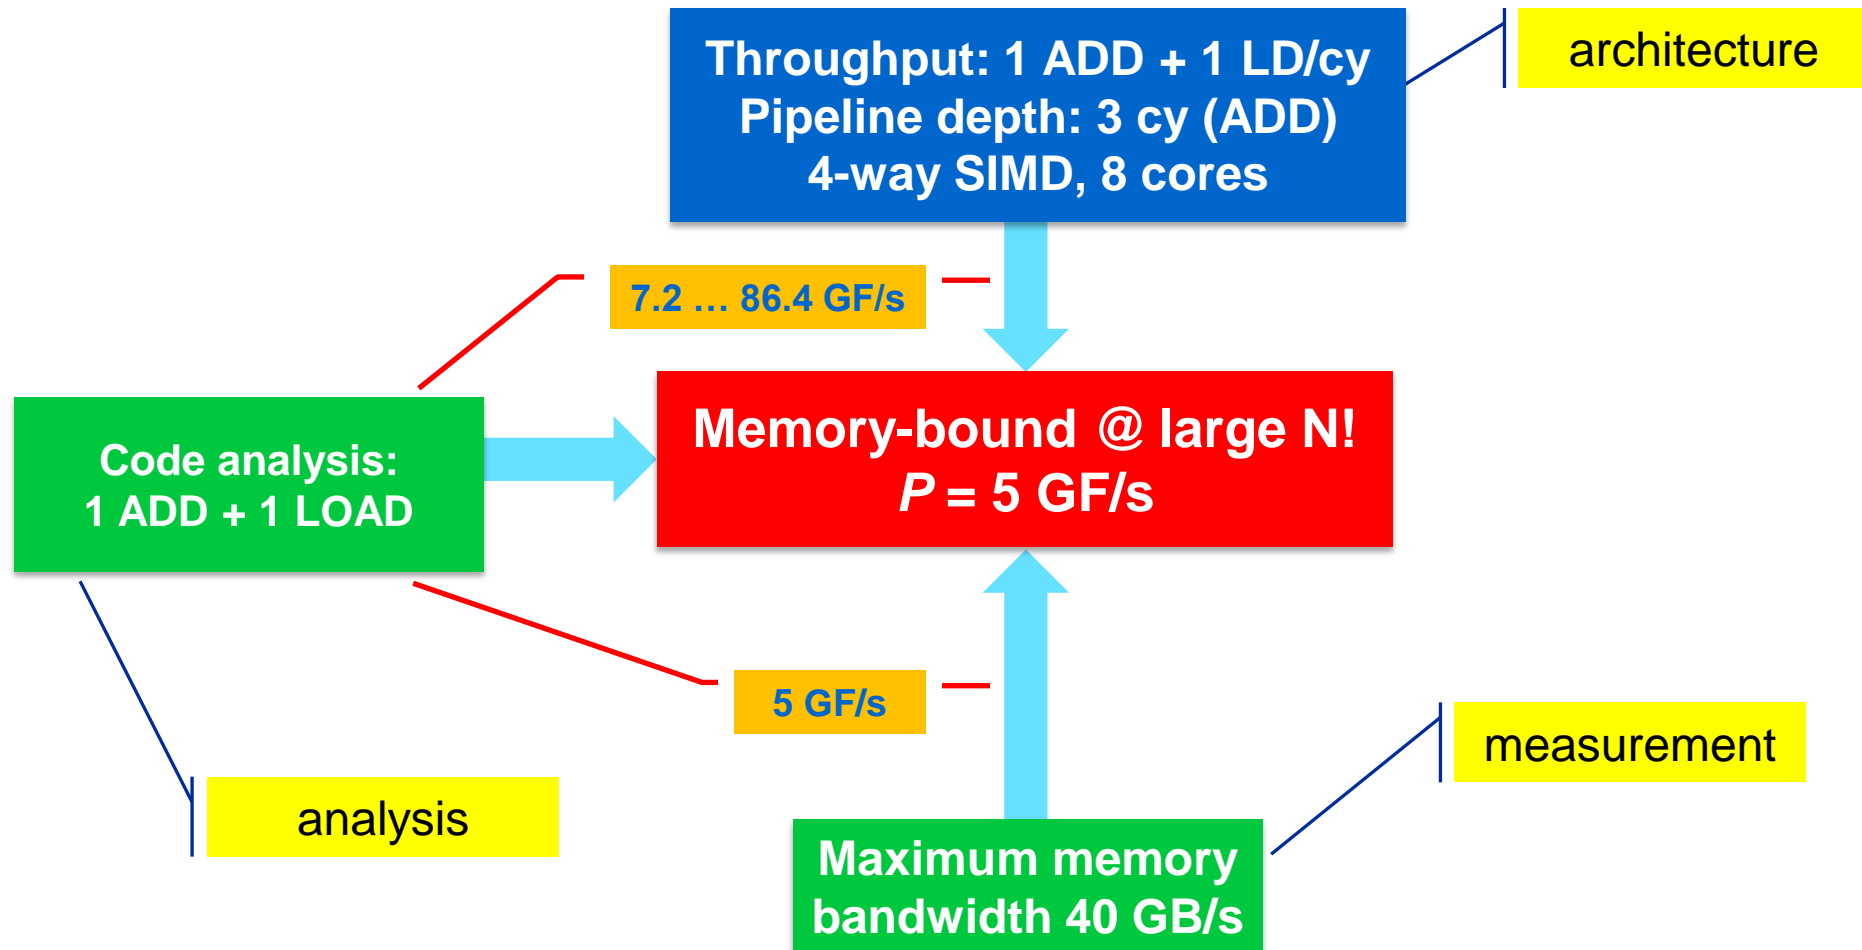 Throughput: 1 ADD + 1 LD/cy
Pipeline depth: 3 cy (ADD)
4-way SIMD, 8 cores
architecture
7.2 … 86.4 GF/s
Memory-bound @ large N!
P = 5 GF/s
Code analysis:
1 ADD + 1 LOAD
5 GF/s
measurement
analysis
Maximum memory
bandwidth 40 GB/s